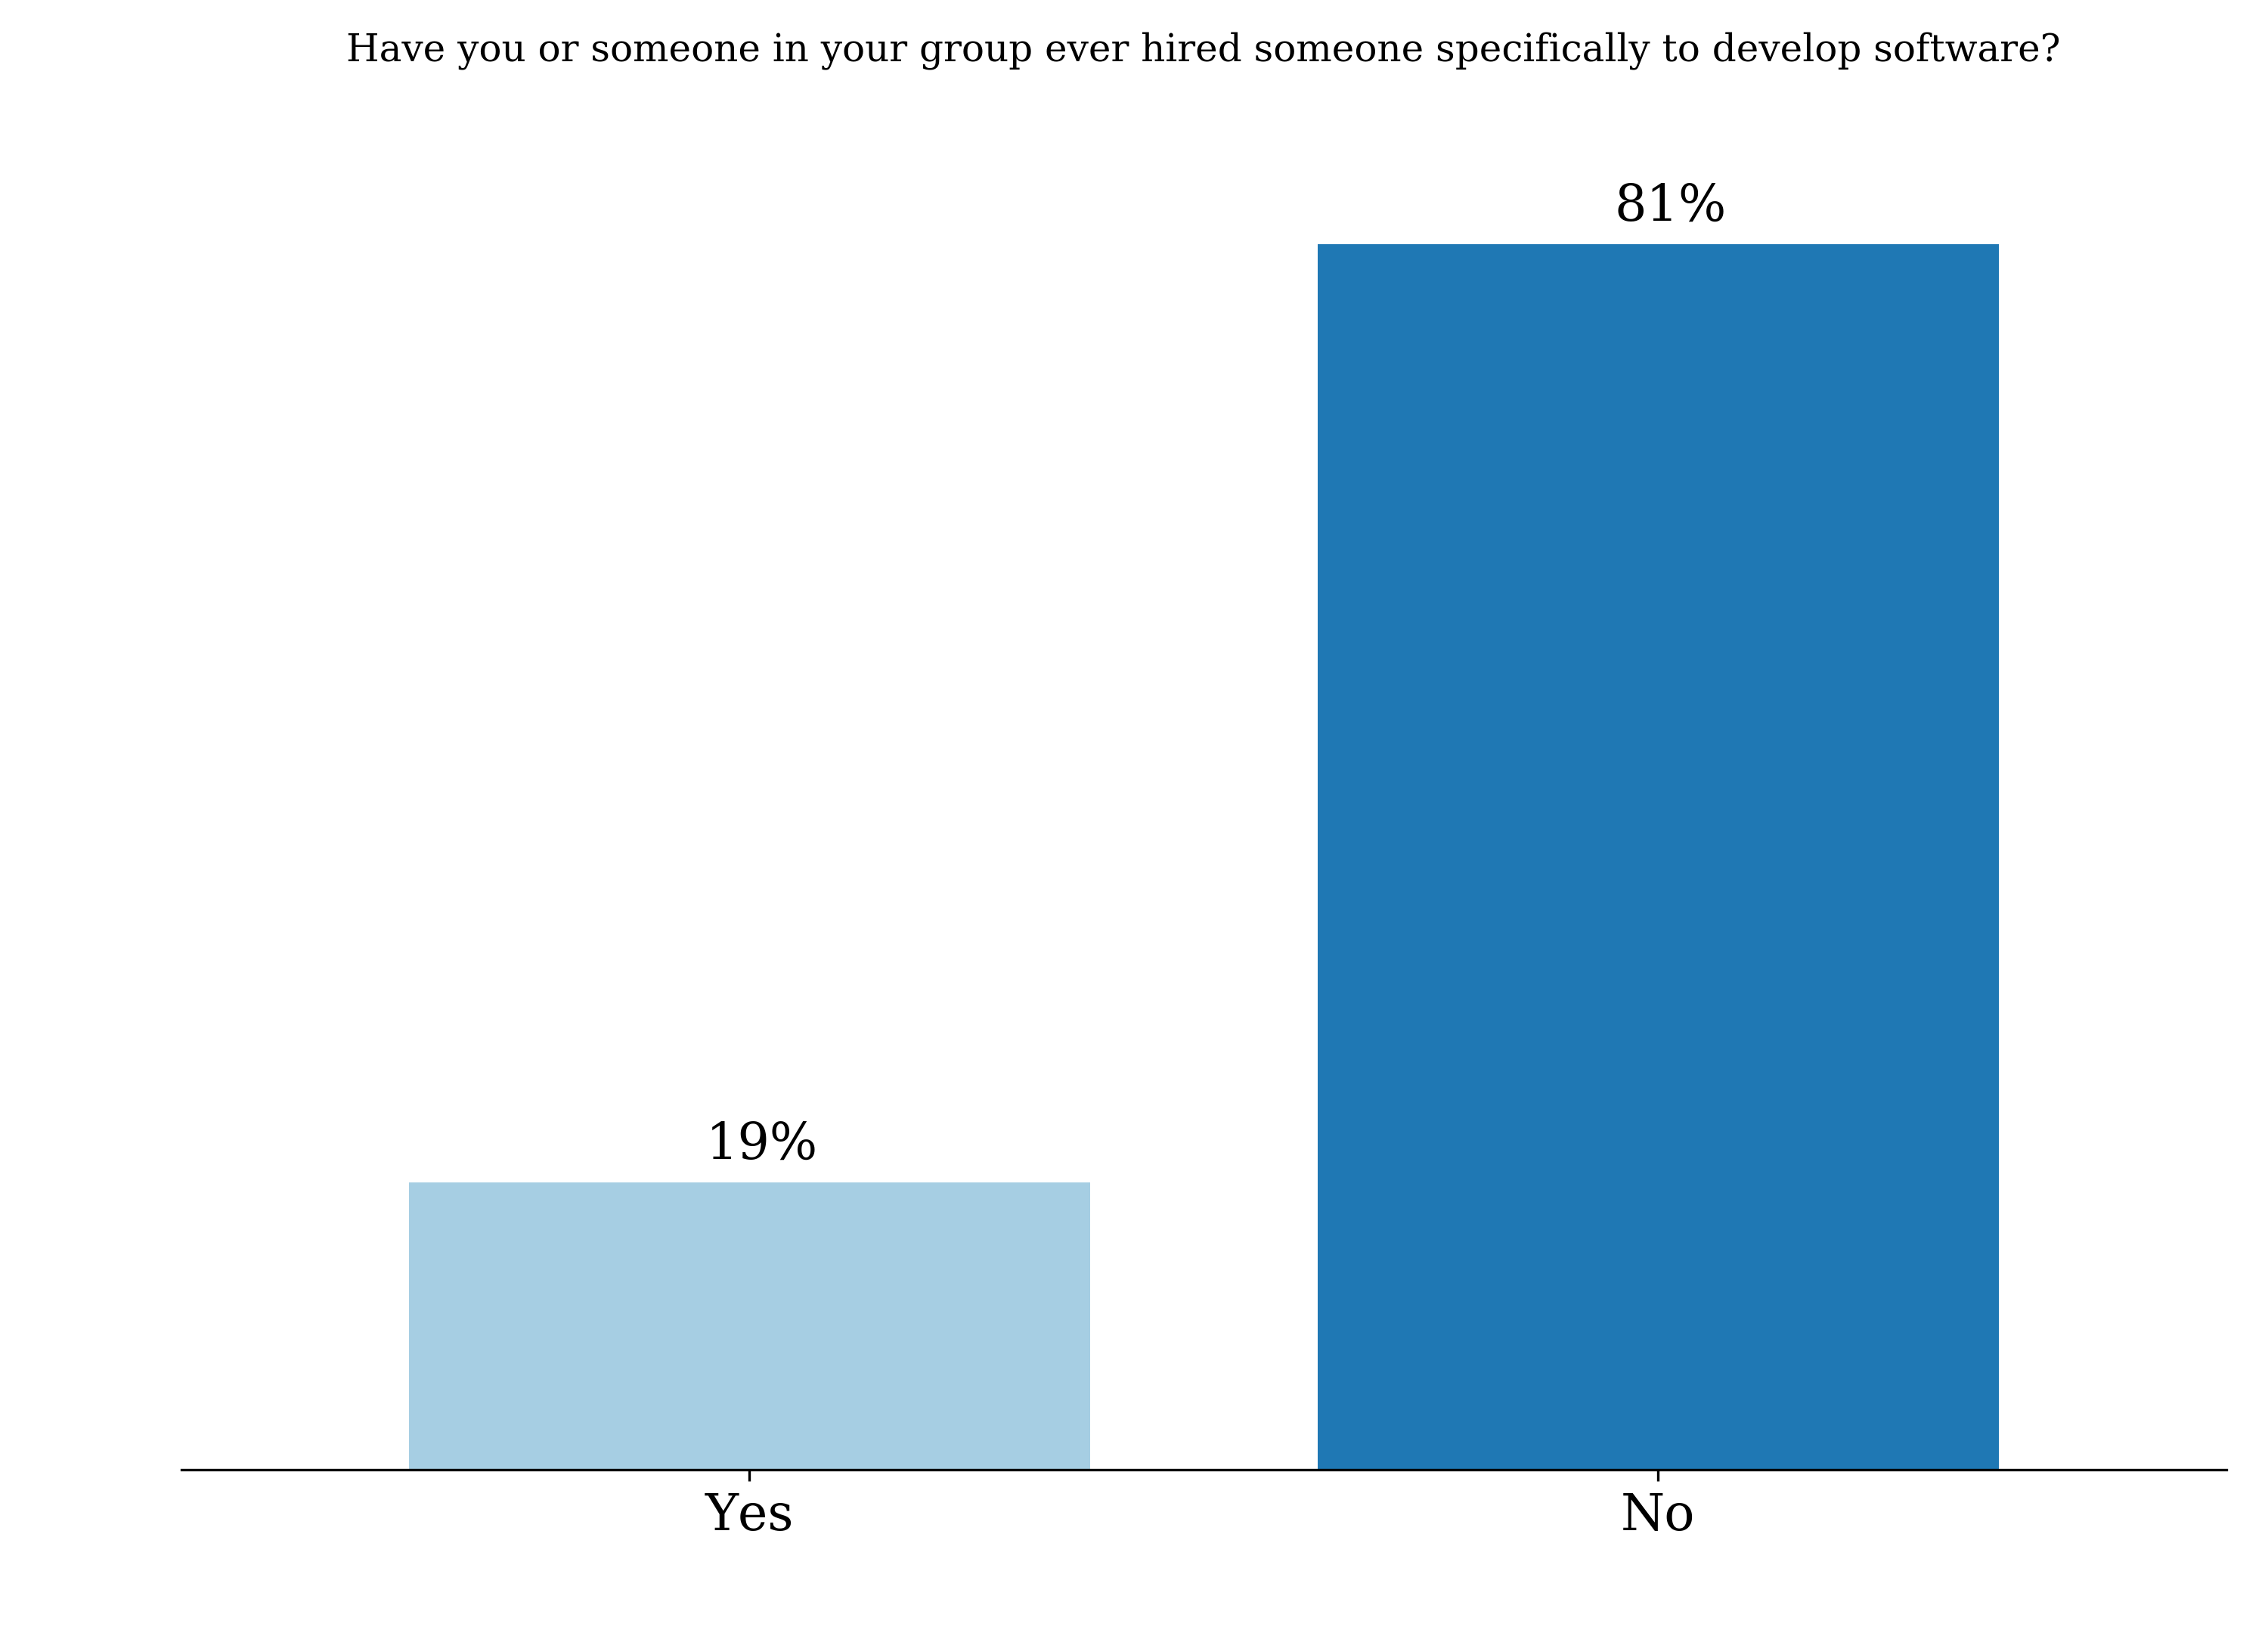 Have you or someone in your group ever hired someone specifically to develop software?
81%
19%
Yes
No